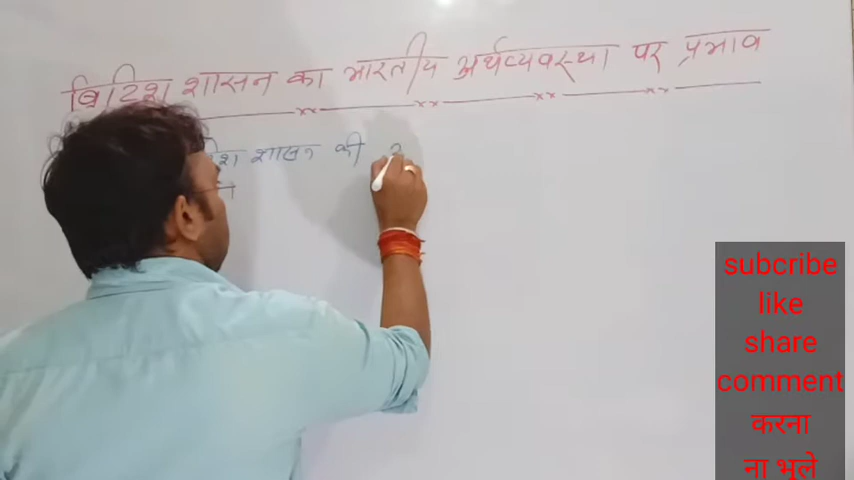 ब्रिटिश शासन का भारतीय अर्थव्यवस्था पर प्रभाव
शासन की
subcribe
like
share
comment
करना
ना भूले